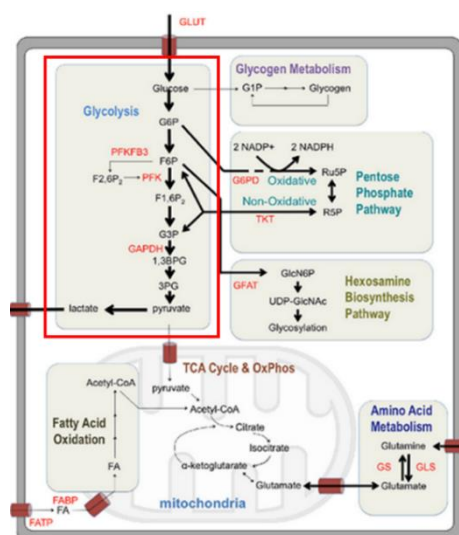 GLUT
Glycolysis
Glucose
G6P
PFKFB3
F6P
F2,6P₂
PFK
F1,6P₂
G3P
GAPDH
1,3BPG
3PG
lactate
pyruvate
Glycogen Metabolism
G1P
Glycogen
2 NADP+
2 NADPH
G6PD
Oxidative
Ru5P
Non-Oxidative
TKT
R5P
Pentose
Phosphate
Pathway
GFAT
GlcN6P
UDP-GlcNAc
Glycosylation
Hexosamine
Biosynthesis
Pathway
TCA Cycle & OxPhos
pyruvate
Acetyl-CoA
Citrate
Isocitrate
α-ketoglutarate
Glutamate
mitochondria
Acetyl-CoA
Fatty Acid
Oxidation
FA
FABP
FA
FATP
Amino Acid
Metabolism
Glutamine
GS
GLS
Glutamate